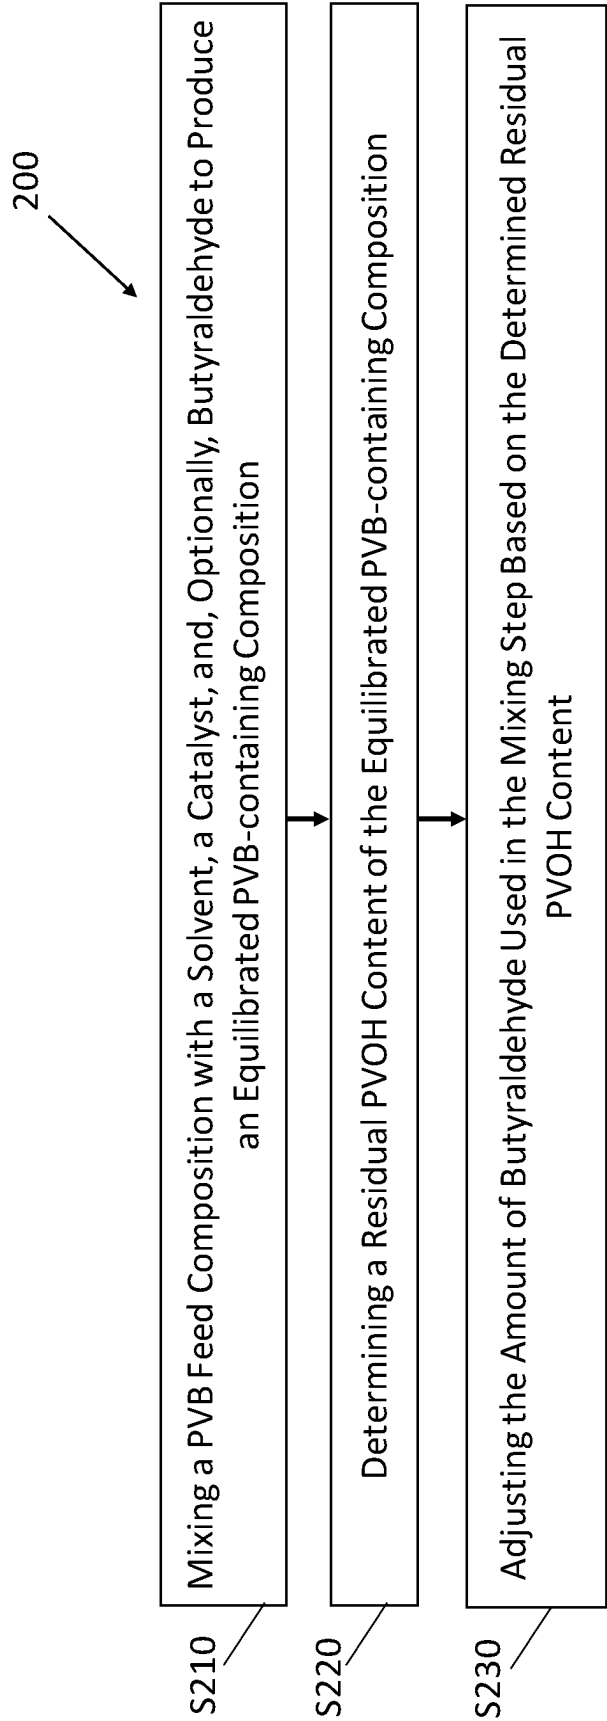 200
S210
Mixing a PVB Feed Composition with a Solvent, a Catalyst, and, Optionally, Butyraldehyde to Produce
an Equilibrated PVB-containing Composition
S220
Determining a Residual PVOH Content of the Equilibrated PVB-containing Composition
S230
Adjusting the Amount of Butyraldehyde Used in the Mixing Step Based on the Determined Residual
PVOH Content